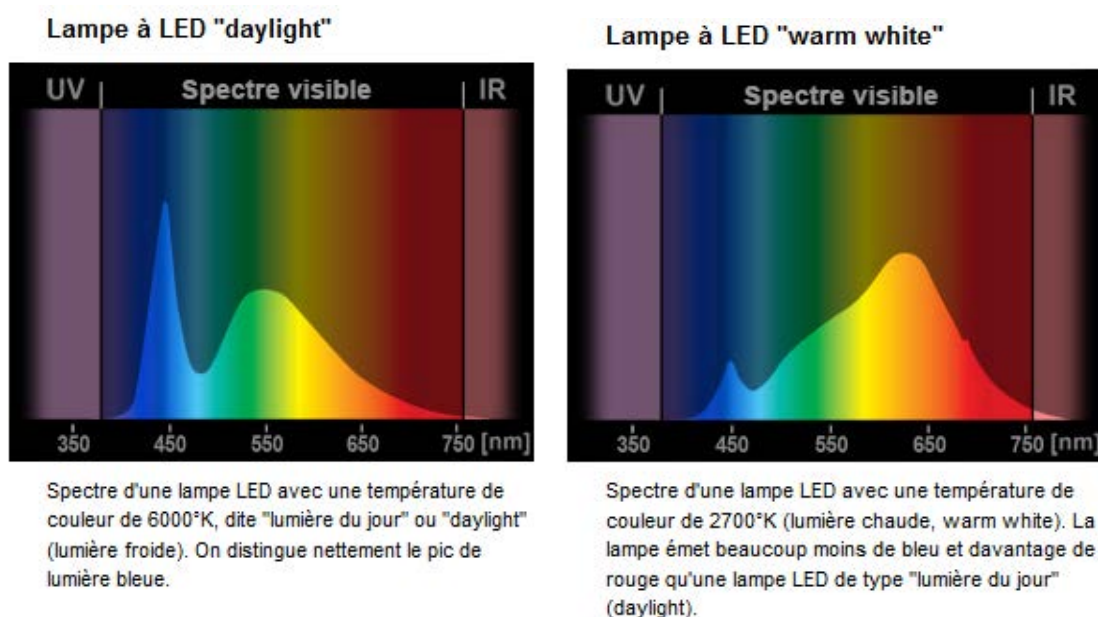 Lampe à LED "daylight"
UV
Spectre visible
IR
350 450 550 650 750 [nm]
Spectre d'une lampe LED avec une température de
couleur de 6000°K, dite "lumière du jour" ou "daylight"
(lumière froide). On distingue nettement le pic de
lumière bleue.
Lampe à LED "warm white"
UV
Spectre visible
IR
350 450 550 650 750 [nm]
Spectre d'une lampe LED avec une température de
couleur de 2700°K (lumière chaude, warm white). La
lampe émet beaucoup moins de bleu et davantage de
rouge qu'une lampe LED de type "lumière du jour"
(daylight).